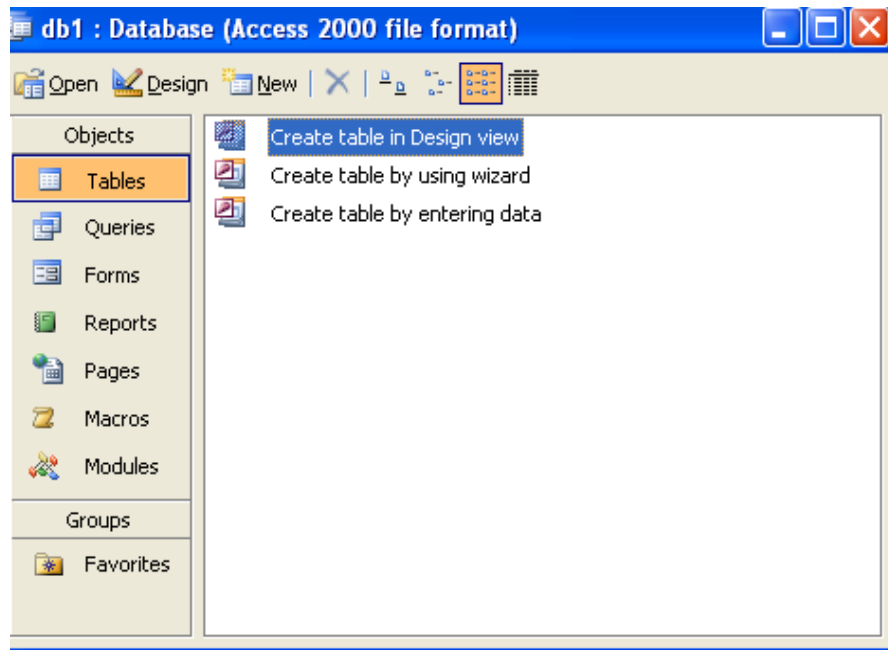 db1 : Database (Access 2000 file format)
Open Design New
Objects
Tables
Queries
Forms
Reports
Pages
Macros
Modules
Groups
Favorites
Create table in Design view
Create table by using wizard
Create table by entering data